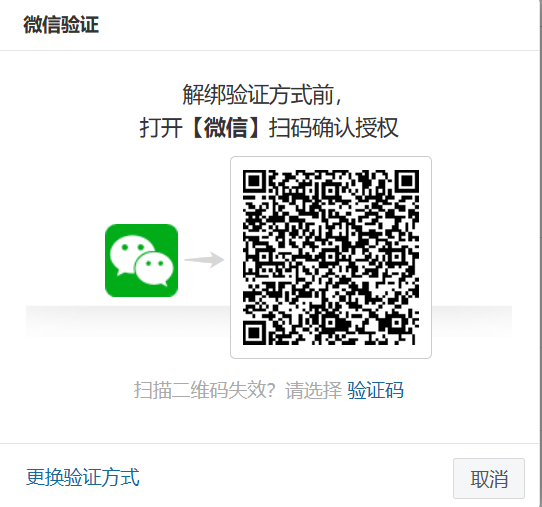 微信验证
解绑验证方式前，
打开【微信】扫码确认授权
扫描二维码失效？请选择 验证码
更换验证方式
取消